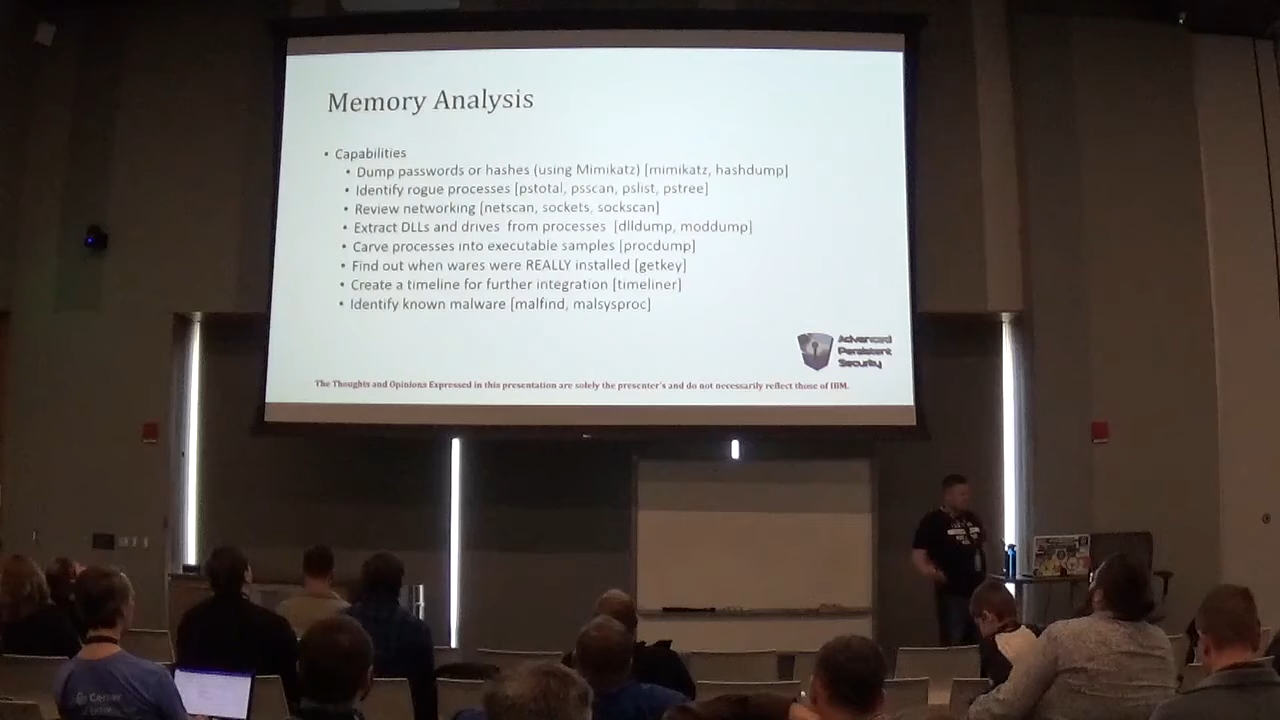 Memory Analysis
• Capabilities
• Dump passwords or hashes (using Mimikatz) [mimikatz, hashdump]
• Identify rogue processes [pstotal, psscan, pslist, pstree]
• Review networking [netscan, sockets, sockscan]
• Extract DLLs and drives from processes [dlldump, moddump]
• Carve processes into executable samples [procdump]
• Find out when wares were REALLY installed [getkey]
• Create a timeline for further integration [timeliner]
• Identify known malware [malfind, malsysproc]
Advanced
Persistent
Security
The Thoughts and Opinions Expressed in this presentation are solely the presenter's and do not necessarily reflect those of IBM.